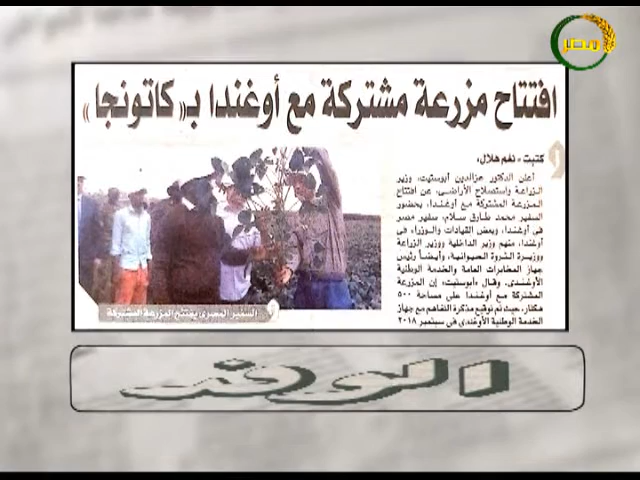 مصر
افتتاح مزرعة مشتركة مع أوغندا بـ«كاتونجا»
كتبت - نغم هلال:
أعلن الدكتور عزالدين أبوستيت، وزير
الزراعة واستصلاح الأراضى، عن افتتاح
المزرعة المشتركة مع أوغندا، بحضور
السفير محمد طارق سلام، سفير مصر
فى أوغندا، وبعض القيادات والوزراء فى
أوغندا، منهم وزير الداخلية ووزير الزراعة
ووزيرة الثروة الحيوانية، وأيضاً رئيس
جهاز المخابرات العامة والخدمة الوطنية
الأوغندى. وقال «أبوستيت» إن المزرعة
المشتركة مع أوغندا على مساحة ٥٠٠
هكتار، حيث تم توقيع مذكرة التفاهم مع جهاز
الخدمة الوطنية الأوغندى فى سبتمبر ٢٠١٨
السفير المصرى يفتتح المزرعة المشتركة
الوفد